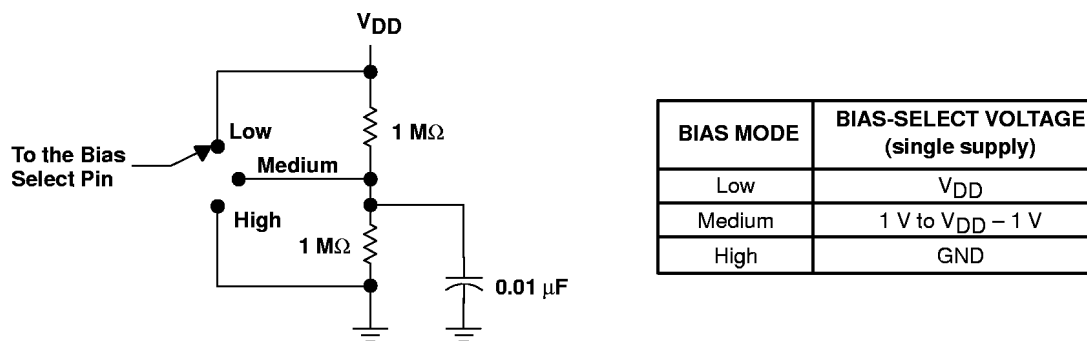 VDD
Low
1 MΩ
To the Bias
Select Pin
Medium
High
1 MΩ
0.01 μF
BIAS MODE
BIAS-SELECT VOLTAGE
(single supply)
Low
VDD
Medium
1 V to VDD – 1 V
High
GND